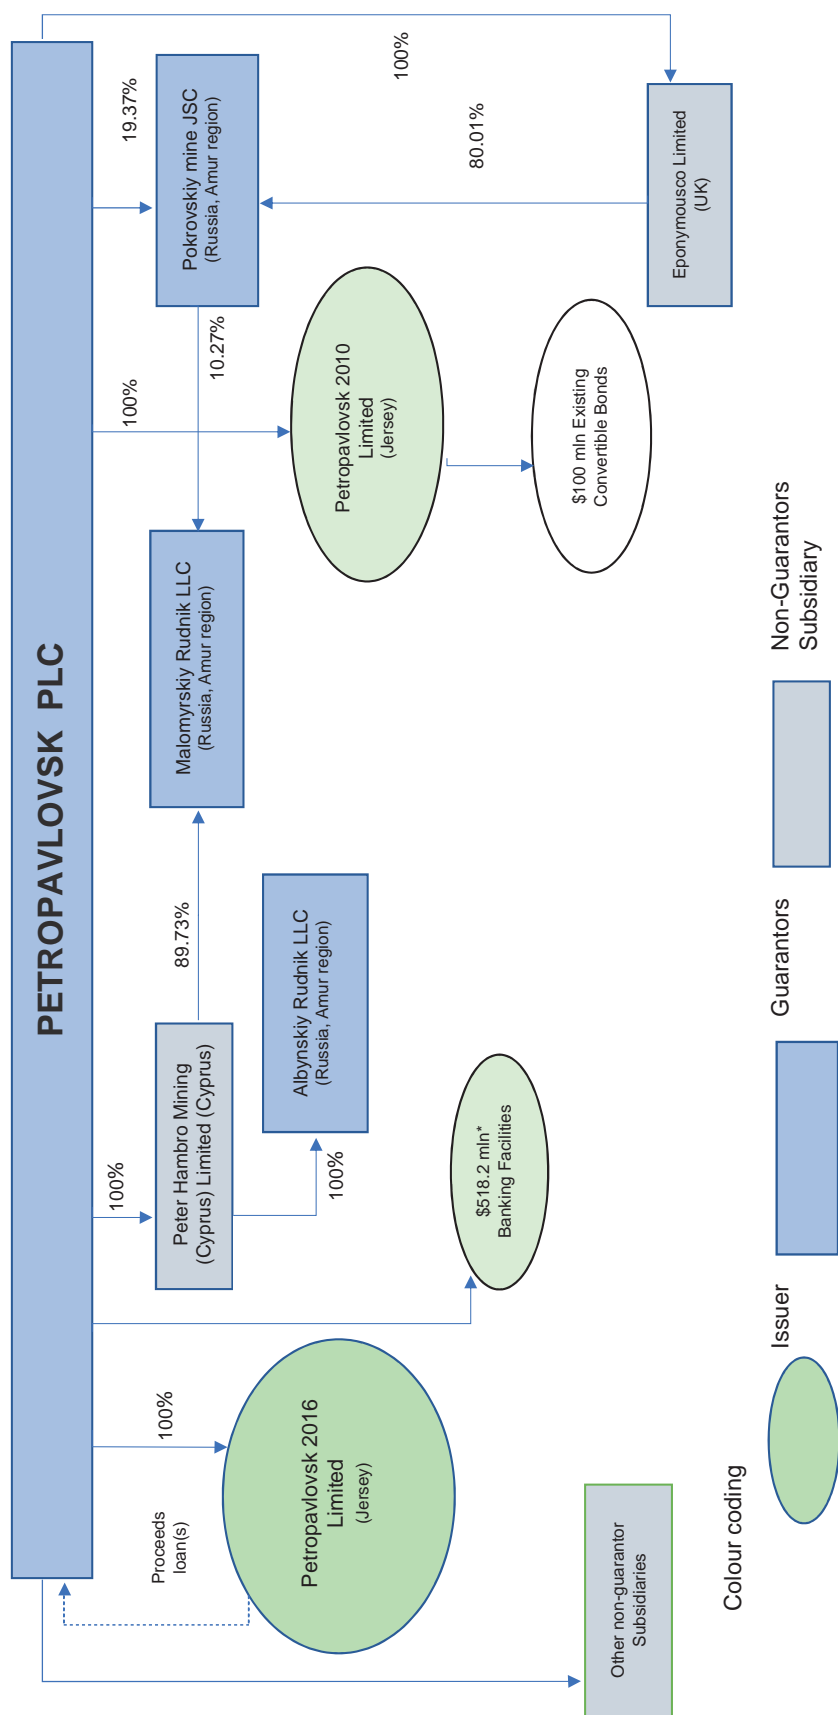 PETROPAVLOVSK PLC
Proceeds
loan(s)
100%
100%
100%
19.37%
Petropavlovsk 2016
Limited
(Jersey)
Peter Hambro Mining
(Cyprus) Limited (Cyprus)
89.73%
Malomyrskiy Rudnik LLC
(Russia, Amur region)
10.27%
Pokrovskiy mine JSC
(Russia, Amur region)
100%
Albynskiy Rudnik LLC
(Russia, Amur region)
Petropavlovsk 2010
Limited
(Jersey)
100%
80.01%
$518.2 mln*
Banking Facilities
$100 mln Existing
Convertible Bonds
Eponymousco Limited
(UK)
Other non-guarantor
Subsidiaries
Colour coding
Issuer
Guarantors
Non-Guarantors
Subsidiary